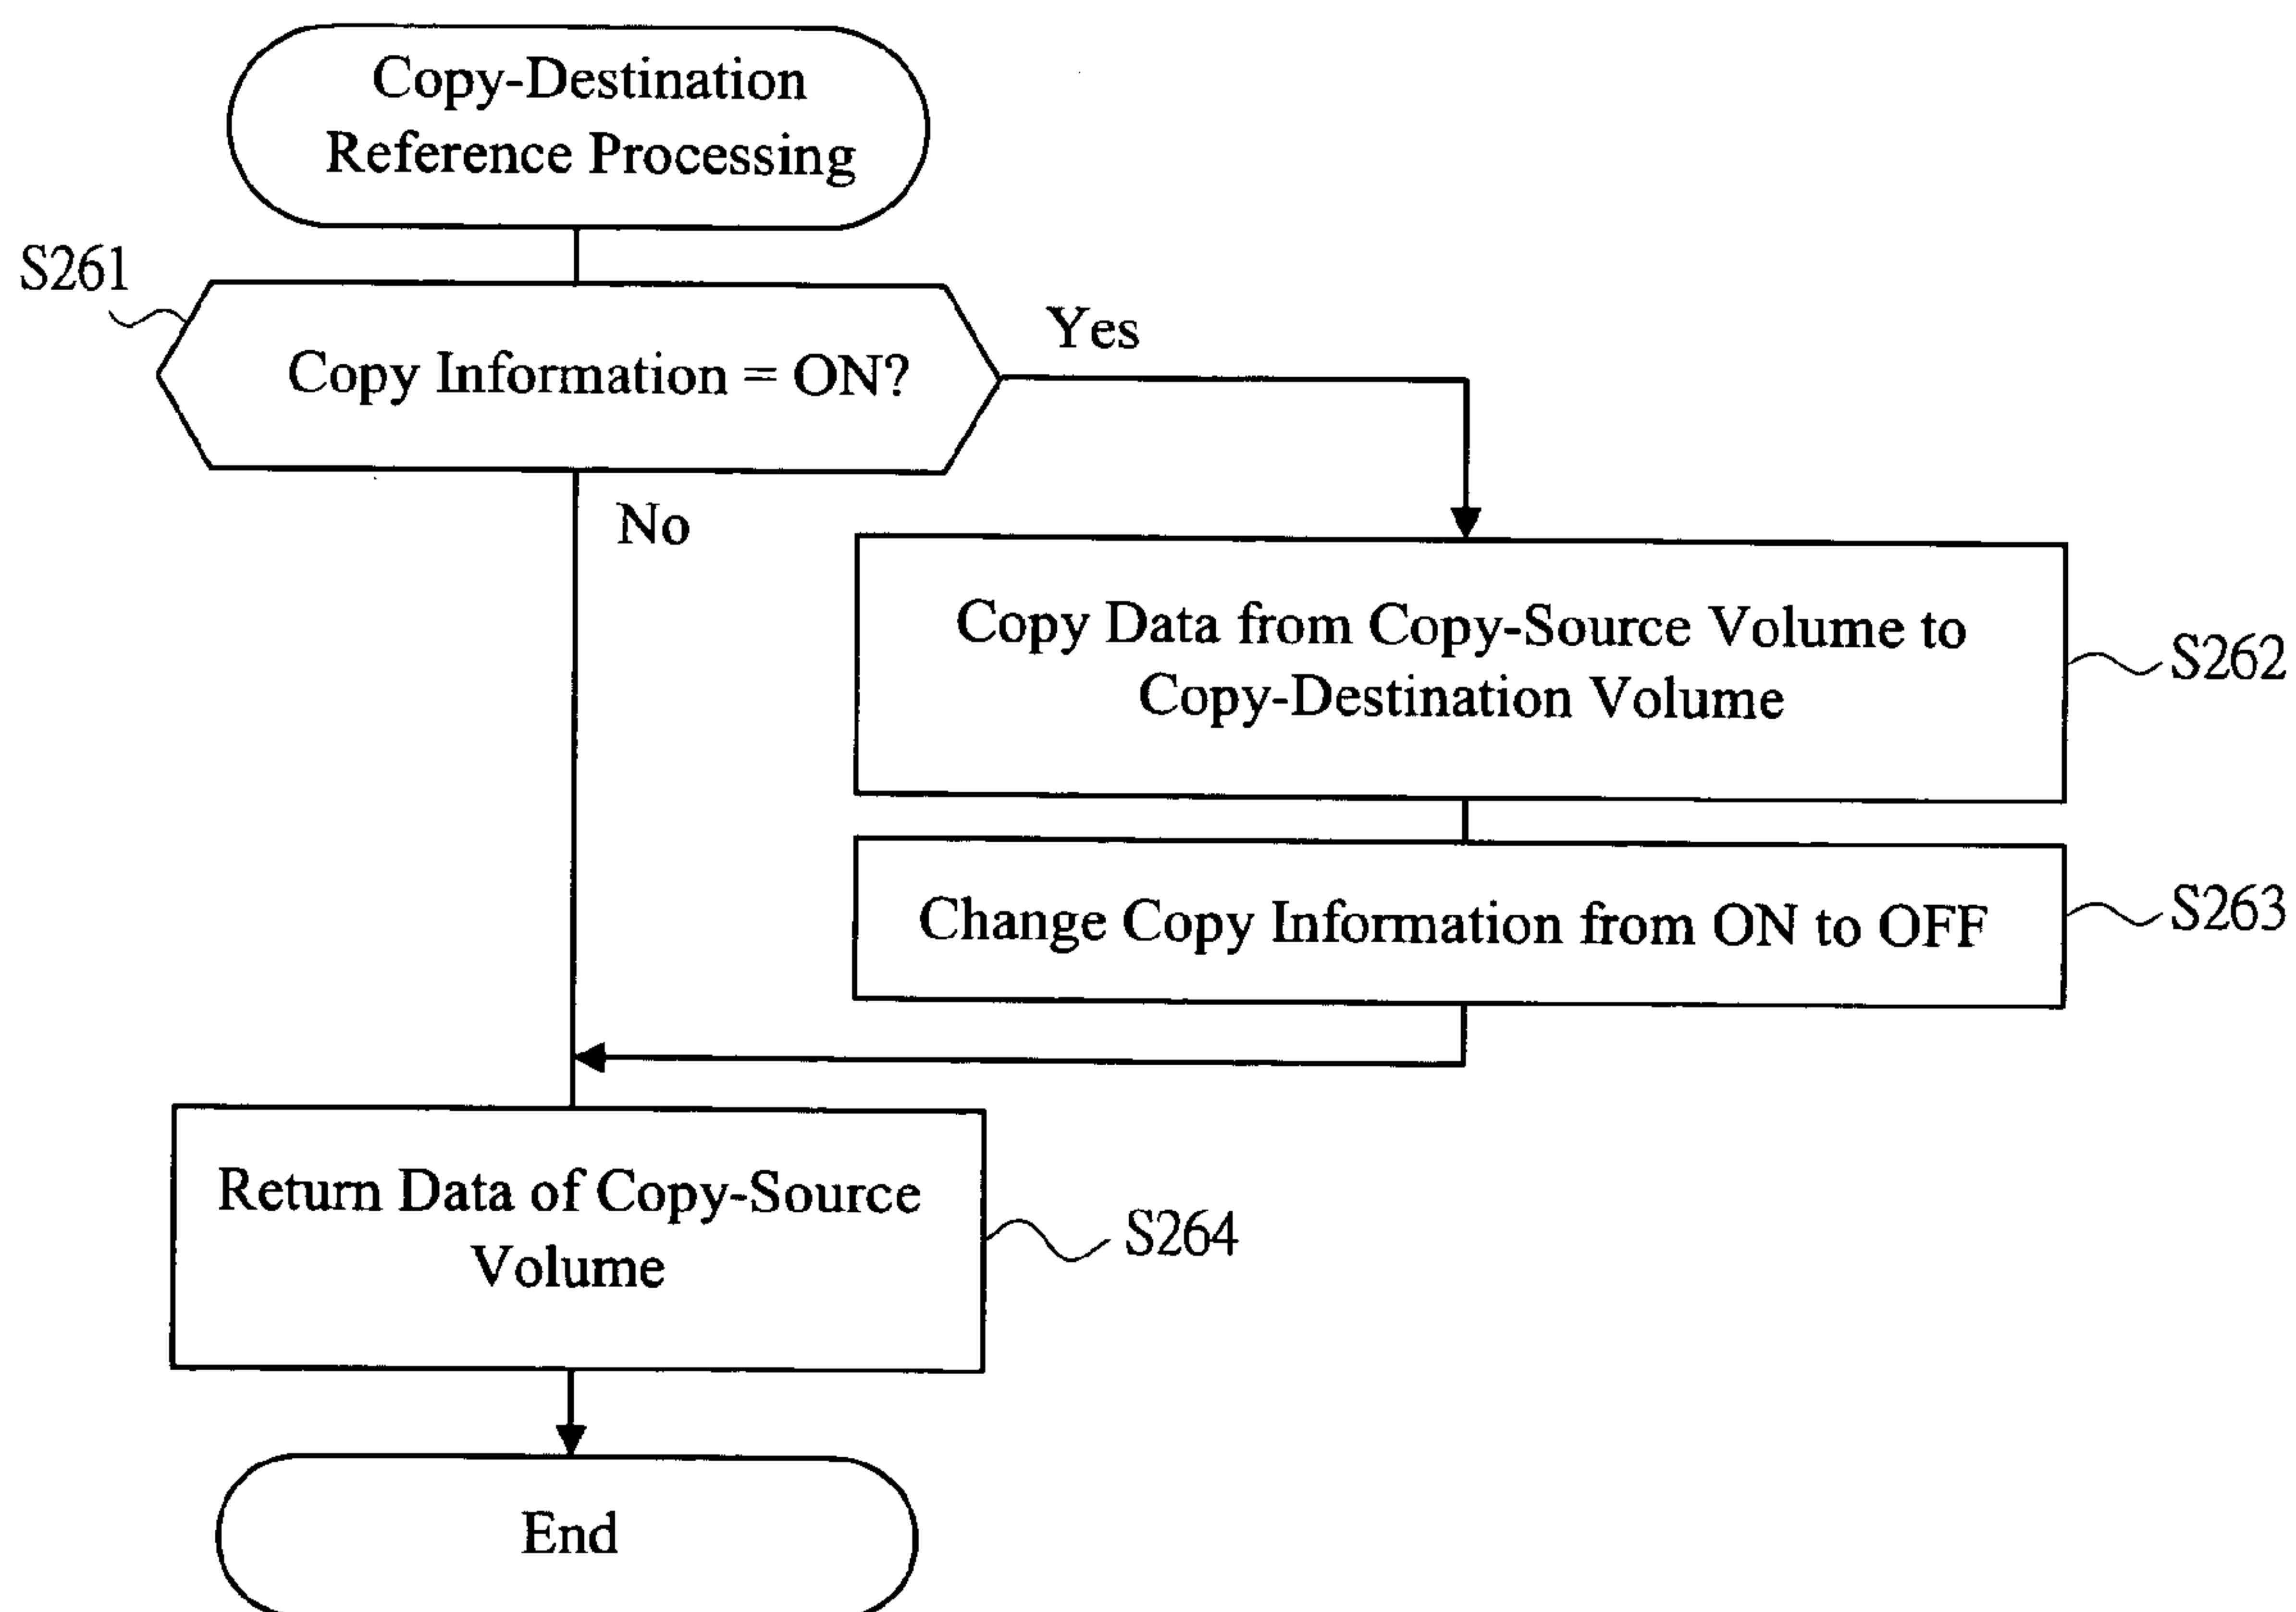 Copy-Destination
Reference Processing
S261
Copy Information = ON?
Yes
No
Copy Data from Copy-Source Volume to
Copy-Destination Volume
S262
Change Copy Information from ON to OFF
S263
Return Data of Copy-Source
Volume
S264
End